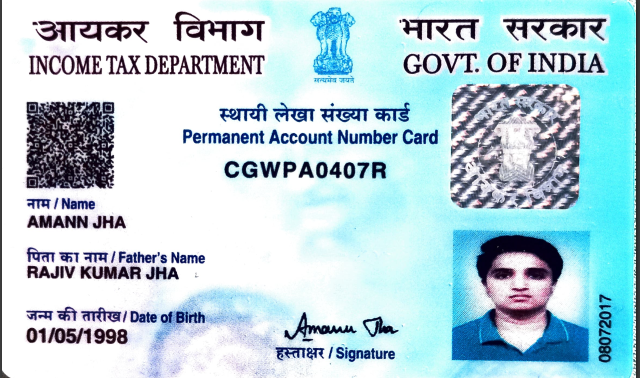 आयकर विभाग
INCOME TAX DEPARTMENT
सत्यमेव जयते
भारत सरकार
GOVT. OF INDIA
स्थायी लेखा संख्या कार्ड
Permanent Account Number Card
CGWPA0407R
नाम / Name
AMANN JHA
पिता का नाम / Father's Name
RAJIV KUMAR JHA
जन्म की तारीख / Date of Birth
01/05/1998
Amann Jha
हस्ताक्षर / Signature
08072017